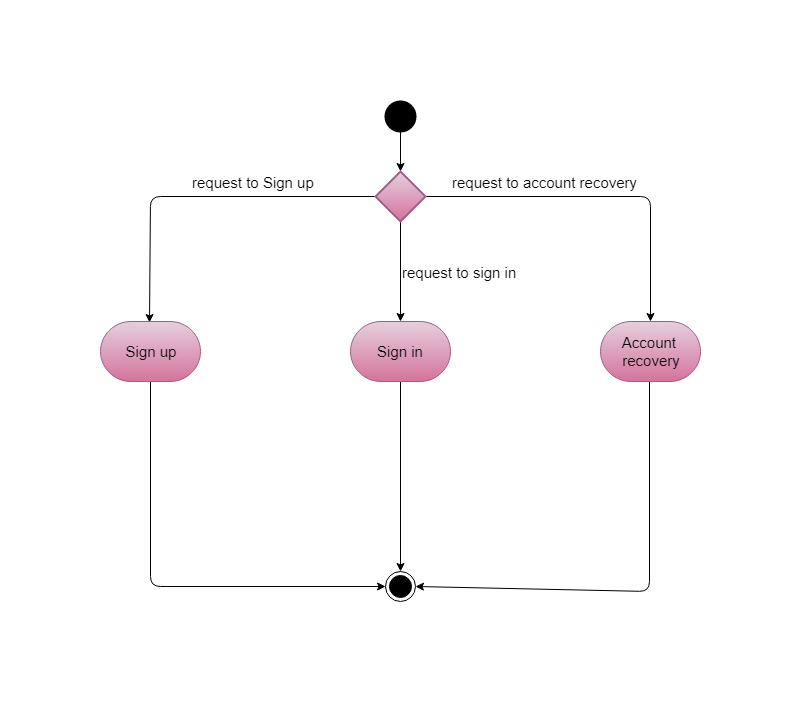 request to Sign up
request to account recovery
request to sign in
Sign up
Sign in
Account
recovery